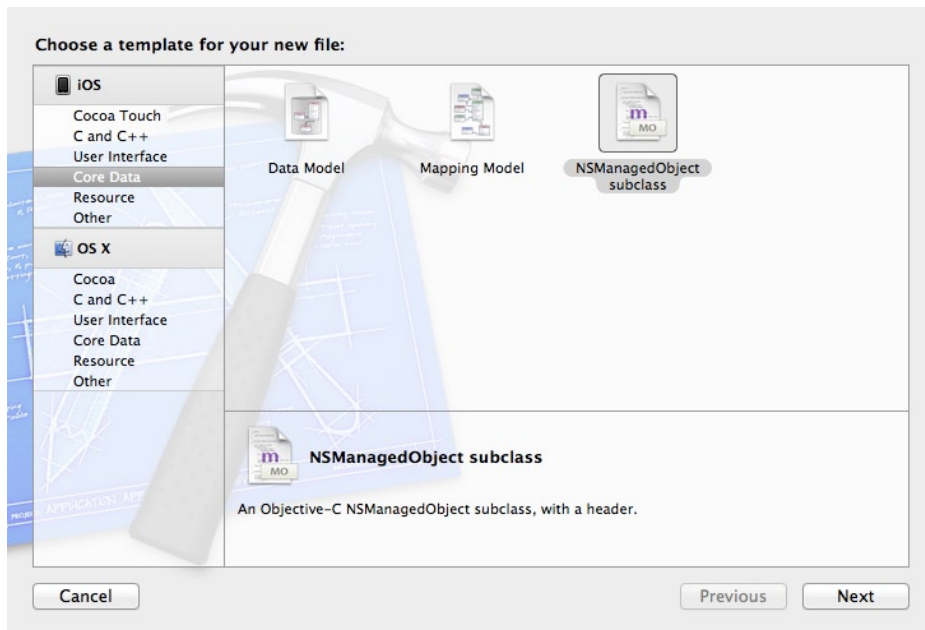 Choose a template for your new file:
iOS
Cocoa Touch
C and C++
User Interface
Core Data
Resource
Other
OS X
Cocoa
C and C++
User Interface
Core Data
Resource
Other
Data Model
Mapping Model
m
MO
NSManagedObject
subclass
m
MO
NSManagedObject subclass
An Objective-C NSManagedObject subclass, with a header.
Cancel
Previous
Next